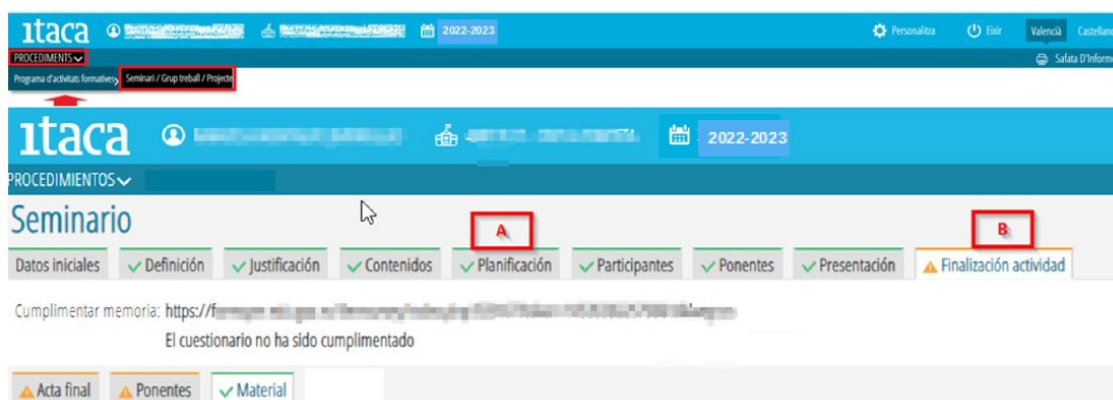 ıtaca 2022-2023 Personalitza Eixir Valencià Castellano
PROCEDIMENTS Safata D'Informe
Programa d'activitats formatives Seminari / Grup treball / Projecte
ıtaca 2022-2023
PROCEDIMIENTOS
Seminario A B
Datos iniciales Definición Justificación Contenidos Planificación Participantes Ponentes Presentación Finalización actividad
Cumplimentar memoria: https://f
El cuestionario no ha sido cumplimentado
Acta final Ponentes Material